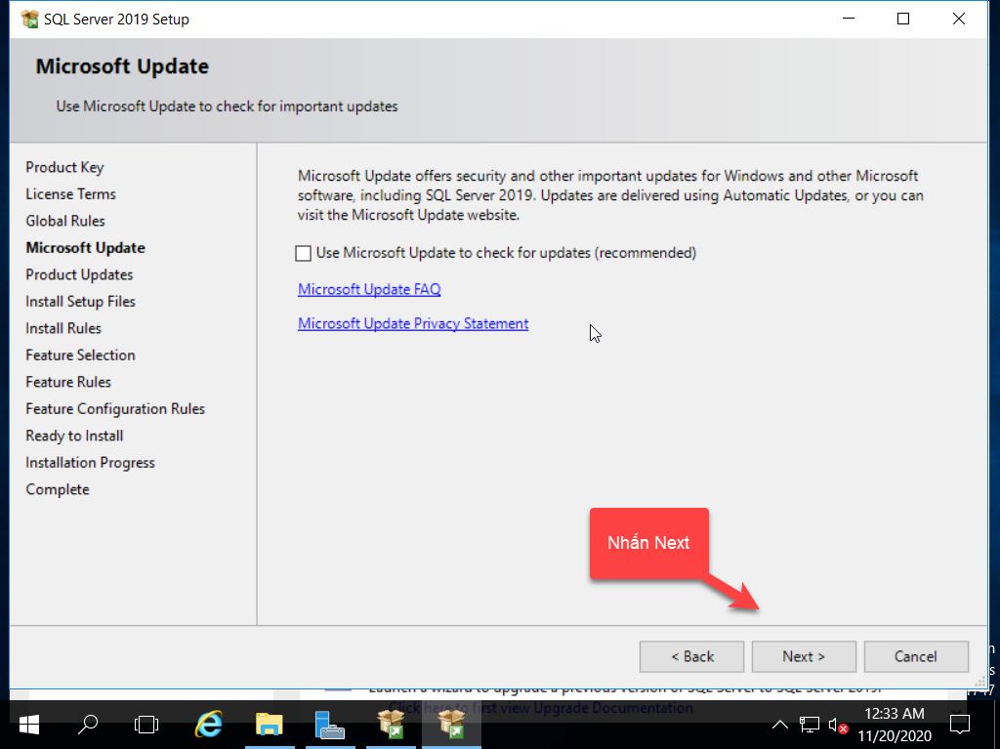 SQL Server 2019 Setup
Microsoft Update
Use Microsoft Update to check for important updates
Product Key
License Terms
Global Rules
Microsoft Update
Product Updates
Install Setup Files
Install Rules
Feature Selection
Feature Rules
Feature Configuration Rules
Ready to Install
Installation Progress
Complete
Microsoft Update offers security and other important updates for Windows and other Microsoft
software, including SQL Server 2019. Updates are delivered using Automatic Updates, or you can
visit the Microsoft Update website.
Use Microsoft Update to check for updates (recommended)
Microsoft Update FAQ
Microsoft Update Privacy Statement
Nhấn Next
< Back
Next >
Cancel
Launch a wizard to upgrade a previous version of SQL Server to SQL Server 2019.
Click here to first view Upgrade Documentation
12:33 AM
11/20/2020